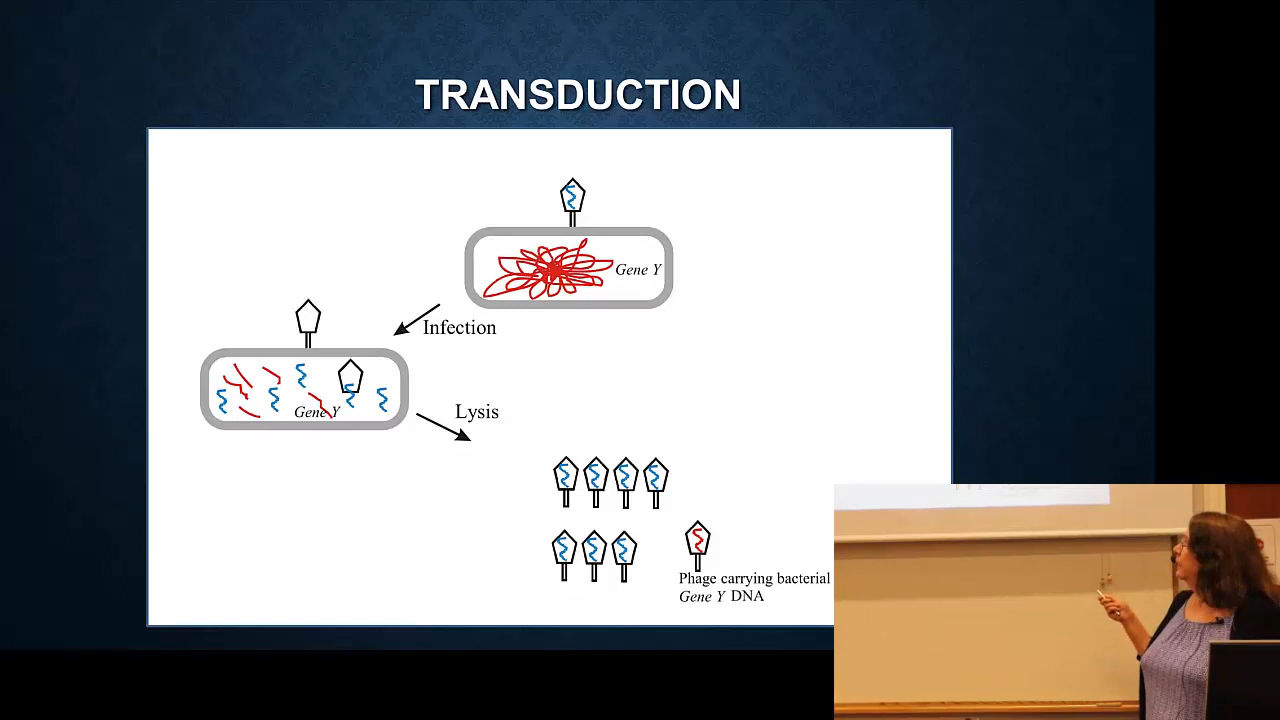 TRANSDUCTION
Gene Y
Infection
Gene Y
Lysis
Phage carrying bacterial
Gene Y DNA